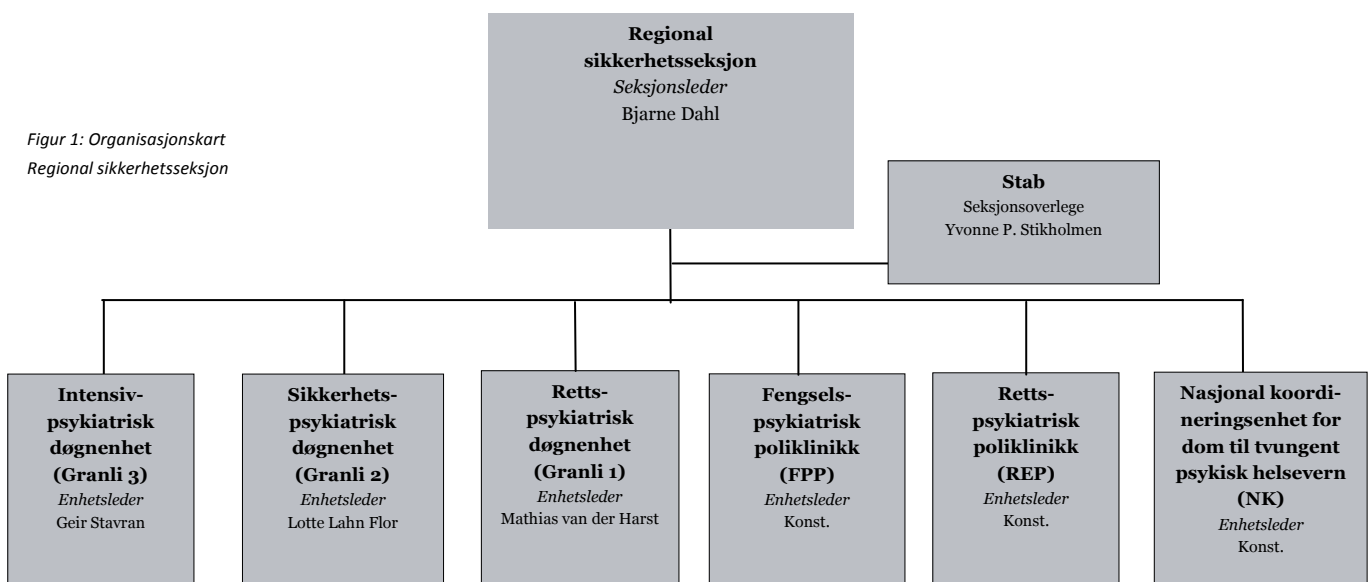 Regional
sikkerhetsseksjon
Seksjonsleder
Bjarne Dahl
Figur 1: Organisasjonskart
Regional sikkerhetsseksjon
Stab
Seksjonsoverlege
Yvonne P. Stikholmen
Intensiv-
psykiatrisk
døgnenhet
(Granli 3)
Enhetsleder
Geir Stavran
Sikkerhets-
psykiatrisk
døgnenhet
(Granli 2)
Enhetsleder
Lotte Lahn Flor
Retts-
psykiatrisk
døgnenhet
(Granli 1)
Enhetsleder
Mathias van der Harst
Fengsels-
psykiatrisk
poliklinikk
(FPP)
Enhetsleder
Konst.
Retts-
psykiatrisk
poliklinikk
(REP)
Enhetsleder
Konst.
Nasjonal koordi-
neringsenhet for
dom til tvungent
psykisk helsevern
(NK)
Enhetsleder
Konst.